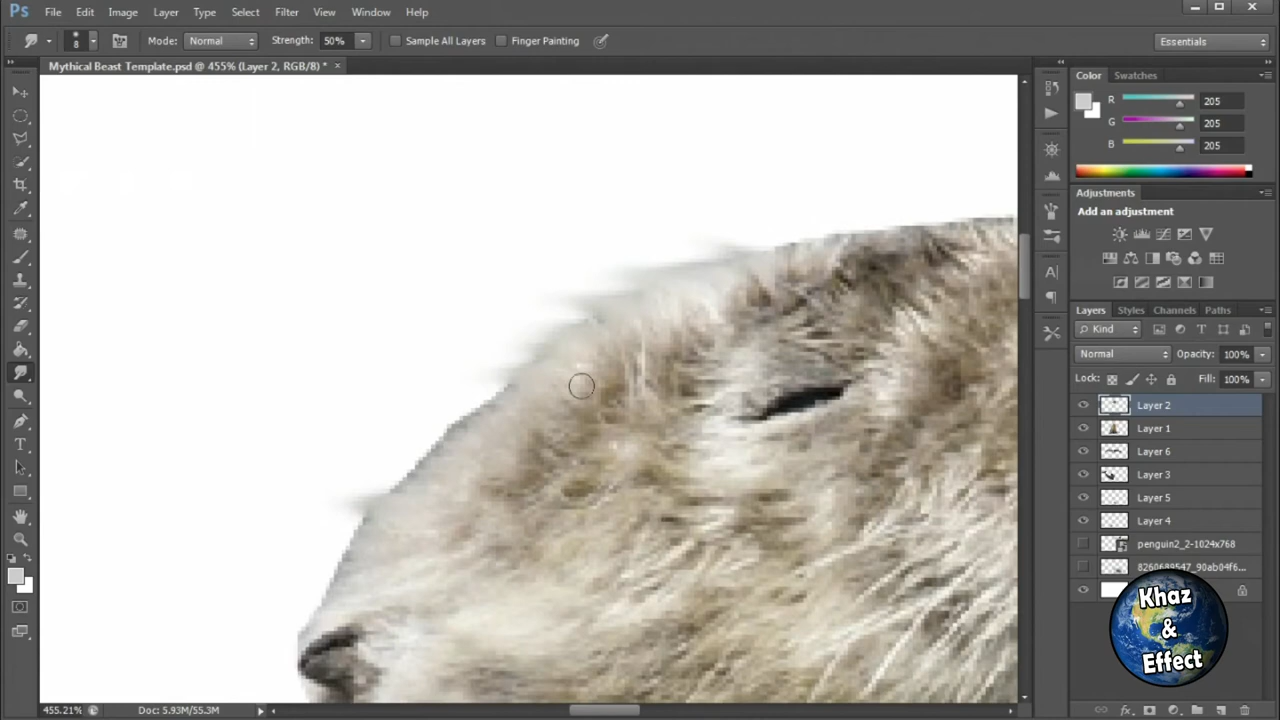 Ps File Edit Image Layer Type Select Filter View Window Help
8 Mode: Normal Strength: 50% Sample All Layers Finger Painting Essentials
Mythical Beast Template.psd @ 455% (Layer 2, RGB/8) * ×
Color Swatches
R 205
G 205
B 205
Adjustments
Add an adjustment
Layers Styles Channels Paths
Kind
Normal Opacity: 100%
Lock: Fill: 100%
Layer 2
Layer 1
Layer 6
Layer 3
Layer 5
Layer 4
penguin2_2-1024x768
8260689547_90ab04f6...
Khaz
&
Effect
455.21% Doc: 5.93M/55.3M